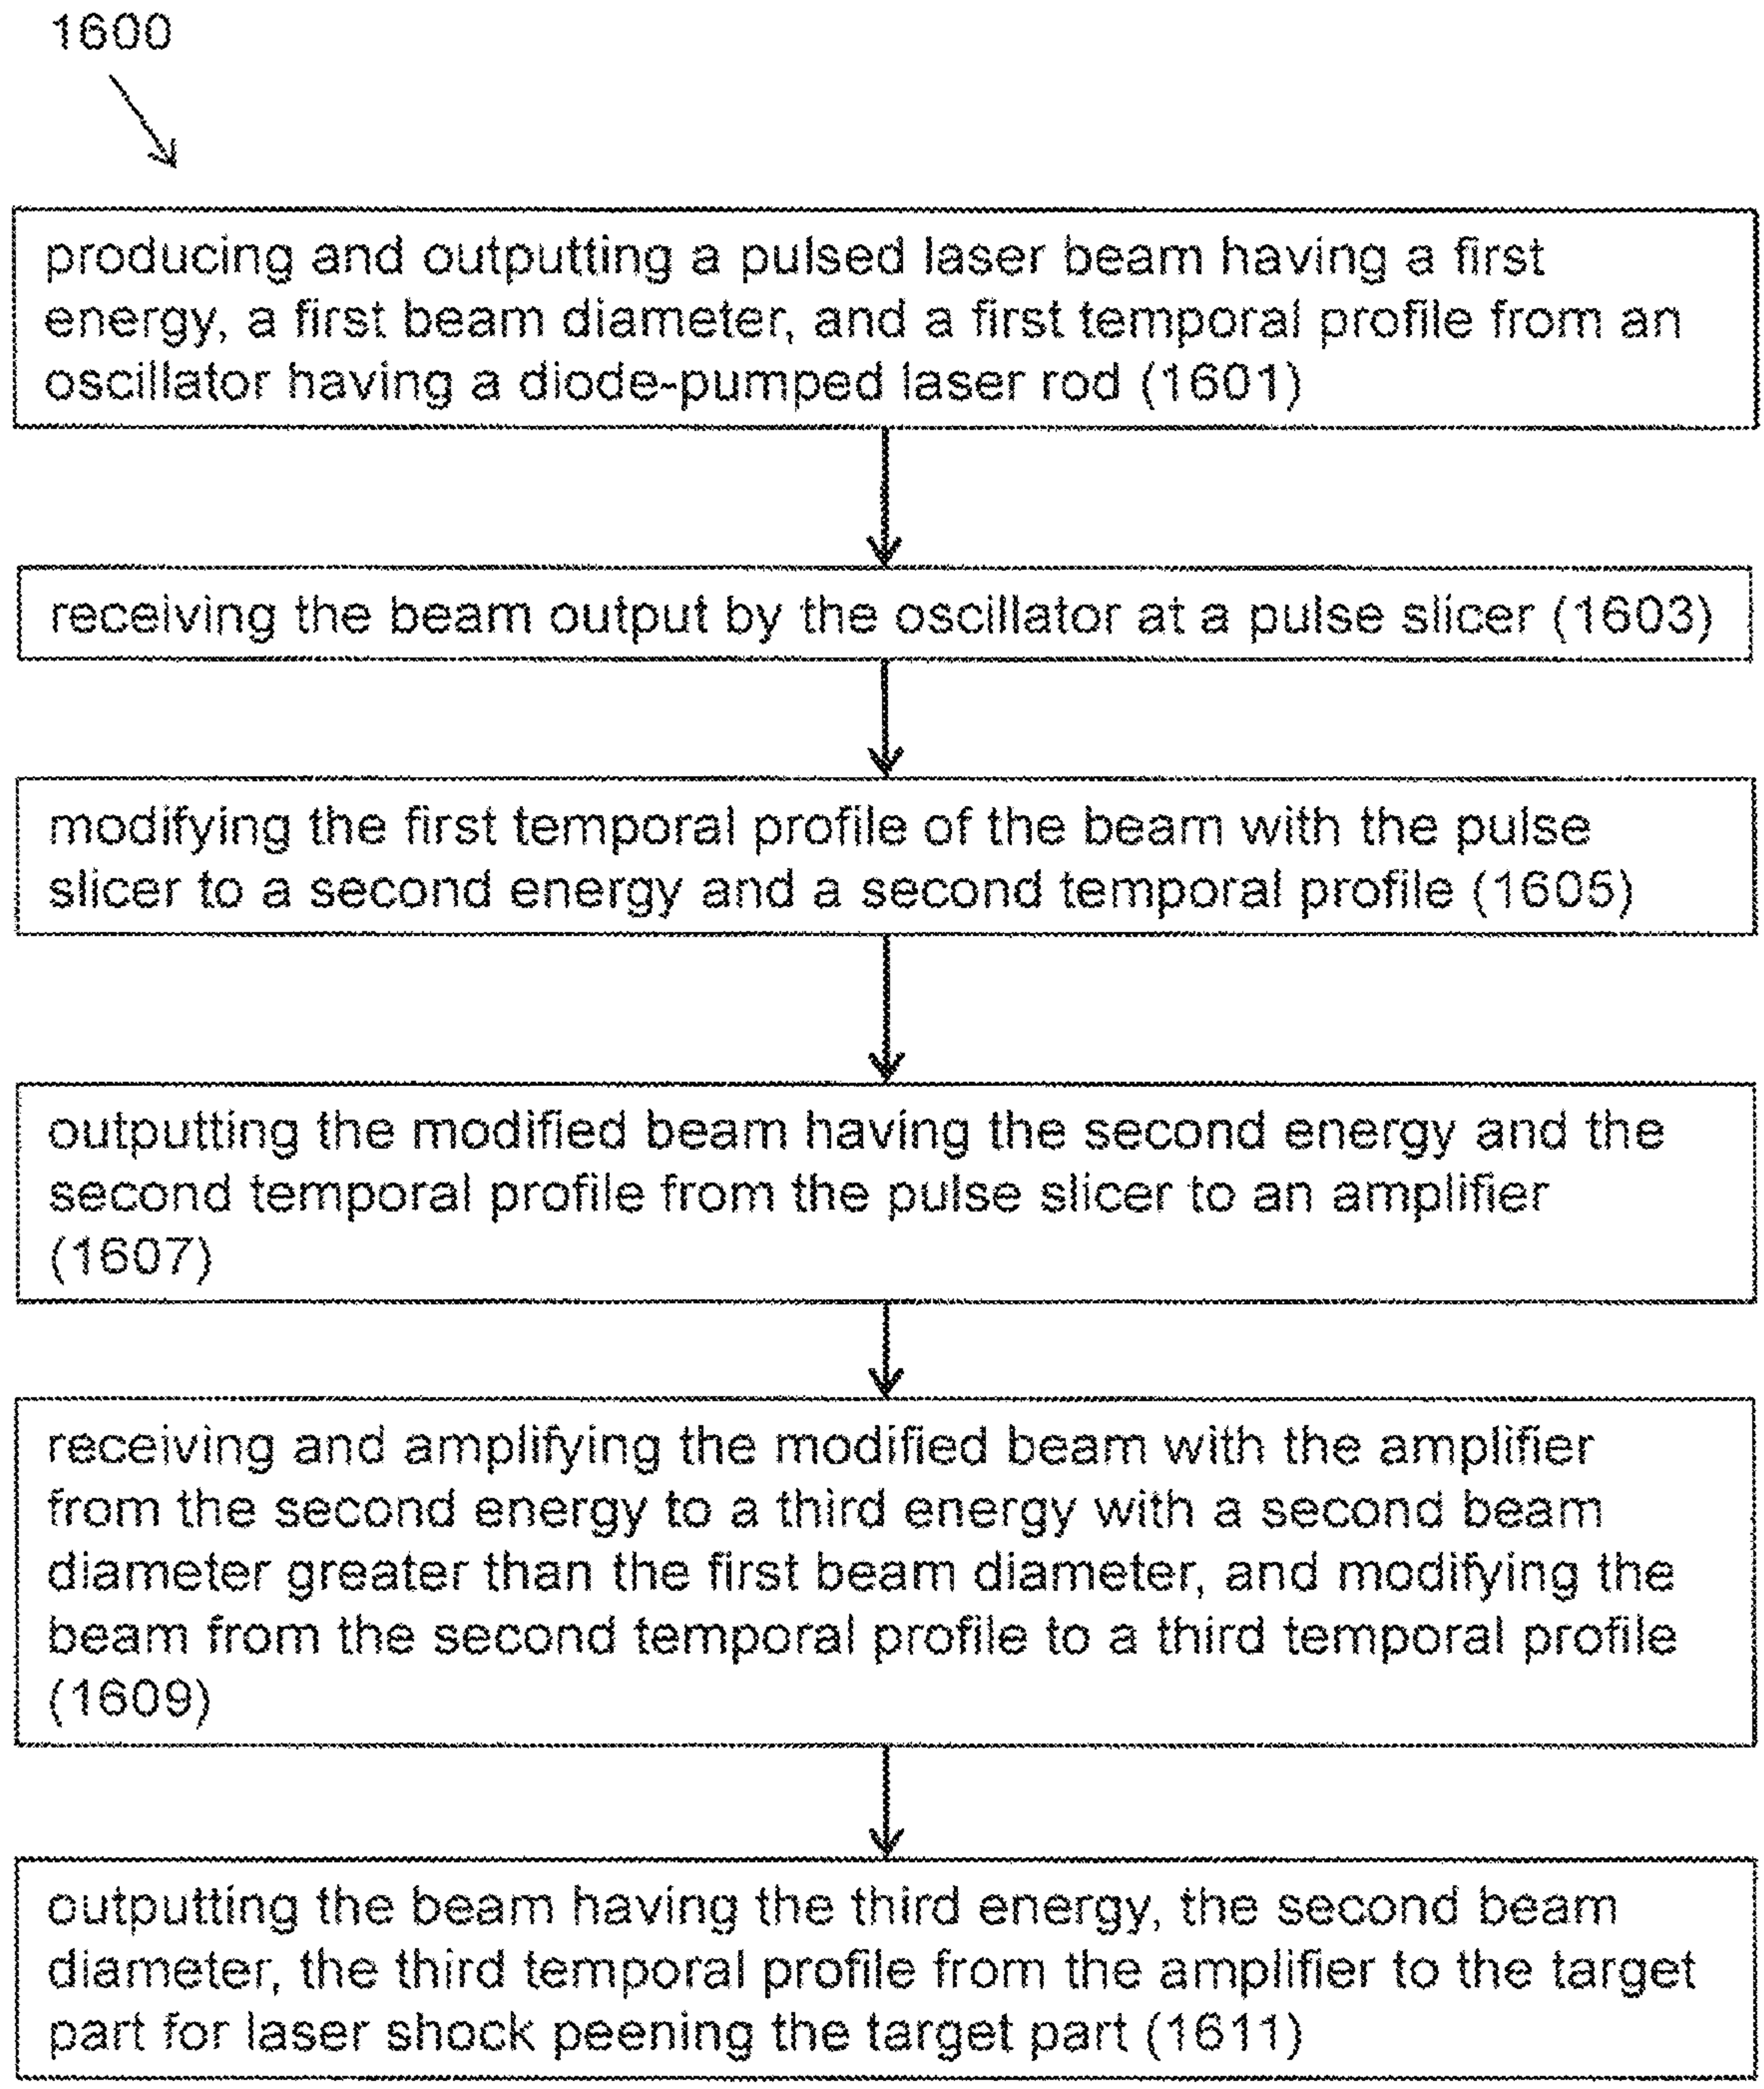 1600
producing and outputting a pulsed laser beam having a first
energy, a first beam diameter, and a first temporal profile from an
oscillator having a diode-pumped laser rod (1601)
receiving the beam output by the oscillator at a pulse slicer (1603)
modifying the first temporal profile of the beam with the pulse
slicer to a second energy and a second temporal profile (1605)
outputting the modified beam having the second energy and the
second temporal profile from the pulse slicer to an amplifier
(1607)
receiving and amplifying the modified beam with the amplifier
from the second energy to a third energy with a second beam
diameter greater than the first beam diameter, and modifying the
beam from the second temporal profile to a third temporal profile
(1609)
outputting the beam having the third energy, the second beam
diameter, the third temporal profile from the amplifier to the target
part for laser shock peening the target part (1611)